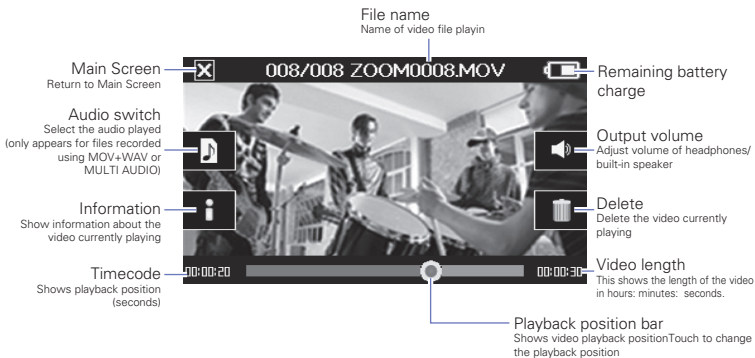 File name
Name of video file playin
Main Screen
Return to Main Screen
008/008 ZOOM0008.MOV
Remaining battery
charge
Audio switch
Select the audio played
(only appears for files recorded
using MOV+WAV or
MULTI AUDIO)
Output volume
Adjust volume of headphones/
built-in speaker
Information
Show information about the
video currently playing
Delete
Delete the video currently
playing
Timecode
Shows playback position
(seconds)
00:00:20
00:00:30
Video length
This shows the length of the video
in hours: minutes: seconds.
Playback position bar
Shows video playback positionTouch to change
the playback position